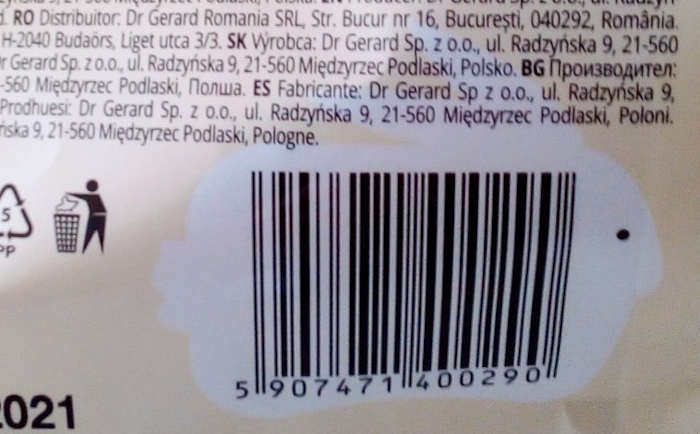 RO Distributor: Dr Gerard Romania SRL, Str. Bucur nr 16, București, 040292, România.
H-2040 Budaörs, Liget utca 3/3. SK Výrobca: Dr Gerard Sp. z o.o., ul. Radzyńska 9, 21-560
Gerard Sp. z o.o., ul. Radzyńska 9, 21-560 Międzyrzec Podlaski, Polsko. BG Производител:
-560 Międzyrzec Podlaski, Полша. ES Fabricante: Dr Gerard Sp z o.o., ul. Radzyńska 9,
Prodhuesi: Dr Gerard Sp. z o.o., ul. Radzyńska 9, 21-560 Międzyrzec Podlaski, Poloni.
ńska 9, 21-560 Międzyrzec Podlaski, Pologne.
5
PP
5 907471 400290
2021